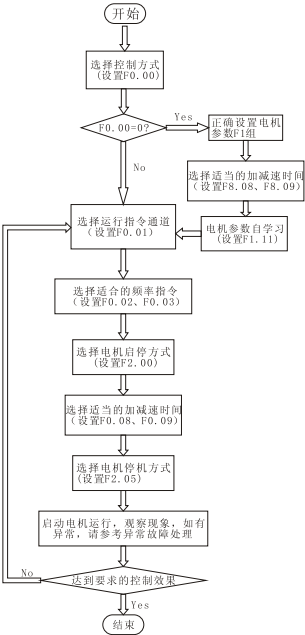 开始
选择控制方式
(设置F0.00)
F0.00=0?
Yes
正确设置电机
参数F1组
No
选择适当的加减速时间
（设置F8.08、F8.09）
选择运行指令通道
（设置F0.01）
电机参数自学习
(设置F1.11)
选择适合的频率指令
（设置F0.02、F0.03）
选择电机启停方式
(设置F2.00)
选择适当的加减速时间
（设置F0.08、F0.09）
选择电机停机方式
(设置F2.05)
启动电机运行，观察现象，如有
异常，请参考异常故障处理
No
达到要求的控制效果
Yes
结束